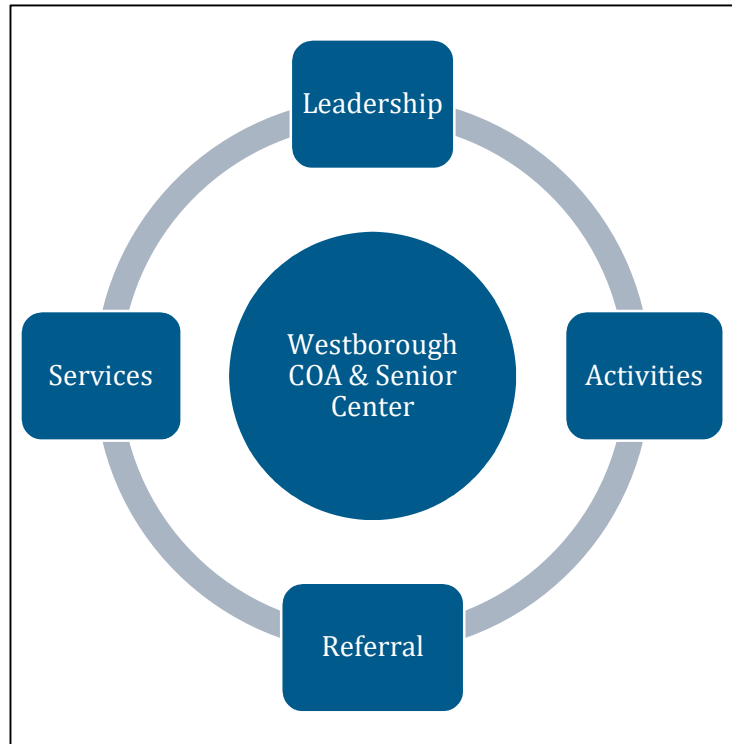 Leadership
Services
Westborough
COA & Senior
Center
Activities
Referral